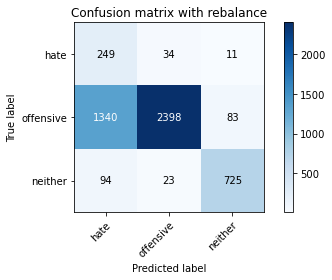 Confusion matrix with rebalance
hate 249 34 11
offensive 1340 2398 83
neither 94 23 725
True label
hate offensive neither
Predicted label
2000
1500
1000
500